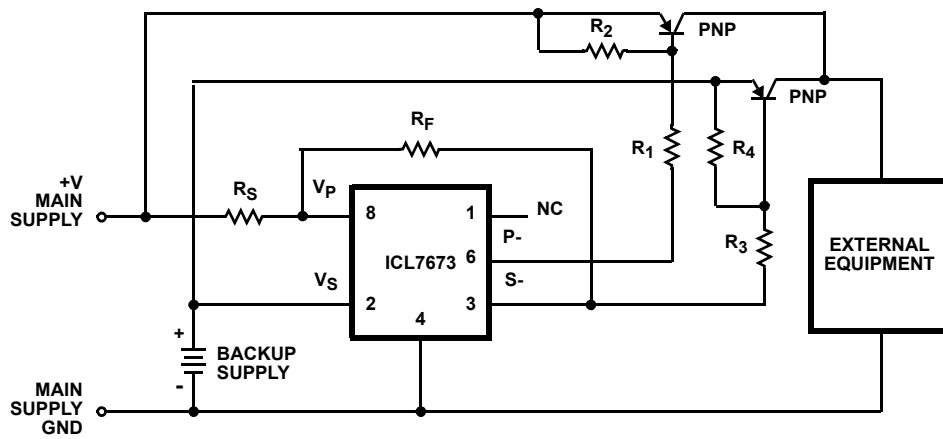 R2
PNP
PNP
RF
R1
R4
+V
MAIN
SUPPLY
RS
VP
8
1
NC
P-
ICL7673
6
R3
EXTERNAL
EQUIPMENT
VS
S-
2
3
4
+
BACKUP
SUPPLY
-
MAIN
SUPPLY
GND